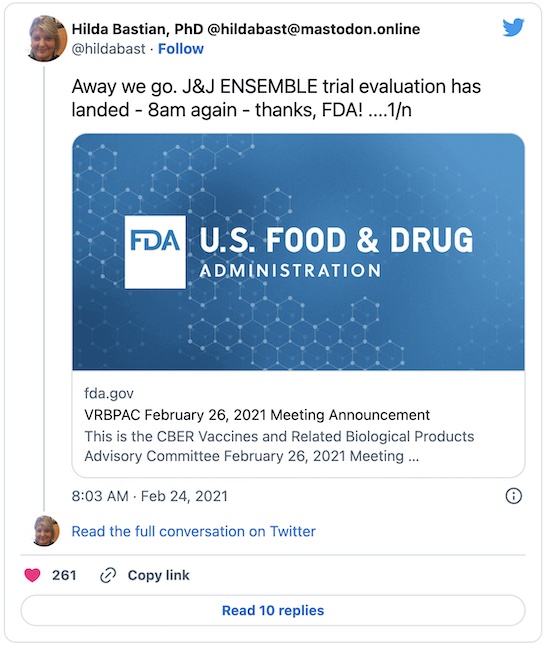 Hilda Bastian, PhD @hildabast@mastodon.online
@hildabast · Follow
Away we go. J&J ENSEMBLE trial evaluation has
landed - 8am again - thanks, FDA! ....1/n
FDA
U.S. FOOD & DRUG
ADMINISTRATION
fda.gov
VRBPAC February 26, 2021 Meeting Announcement
This is the CBER Vaccines and Related Biological Products
Advisory Committee February 26, 2021 Meeting ...
8:03 AM · Feb 24, 2021
Read the full conversation on Twitter
261
Copy link
Read 10 replies